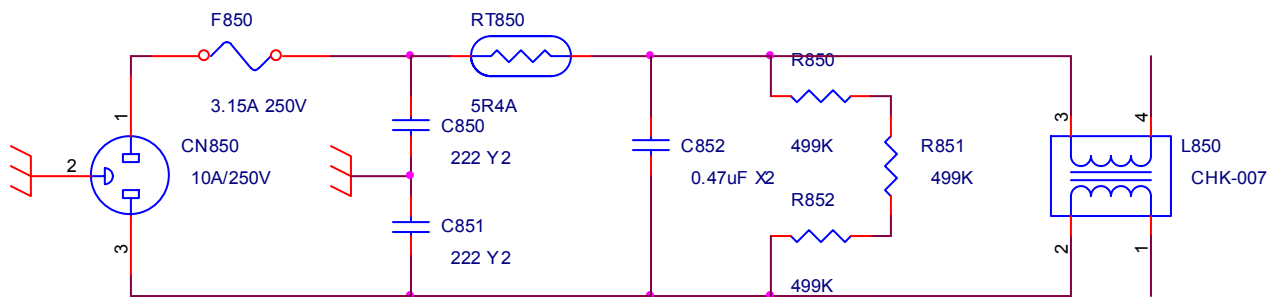 F850
RT850
R850
3.15A 250V
5R4A
1
C850
3
4
CN850
222 Y2
C852
499K
R851
L850
2
10A/250V
0.47uF X2
499K
CHK-007
R852
C851
3
222 Y2
2
1
499K